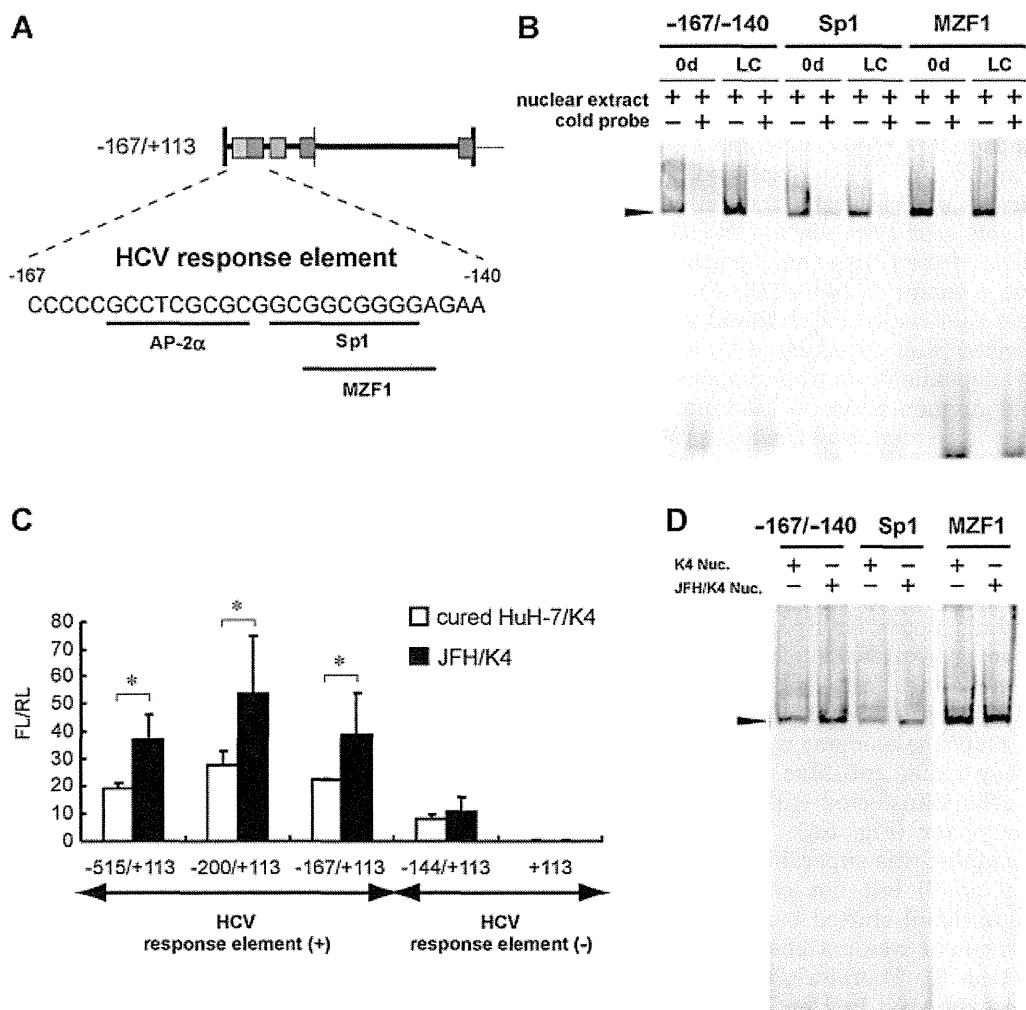 A
-167/+113
HCV response element
-167
-140
CCCCCGCCTCGCGCGGCGGCGGGGAGAA
AP-2α
Sp1
MZF1
B
-167/-140 Sp1 MZF1
0d LC 0d LC 0d LC
nuclear extract + + + + + + + + + + + +
cold probe − + − + − + − + − + − +
C
cured HuH-7/K4
JFH/K4
FL/RL
80
70
60
50
40
30
20
10
0
* * *
-515/+113 -200/+113 -167/+113 -144/+113 +113
HCV
response element (+)
HCV
response element (-)
D
-167/-140 Sp1 MZF1
K4 Nuc. + − + − + −
JFH/K4 Nuc. − + − + − +